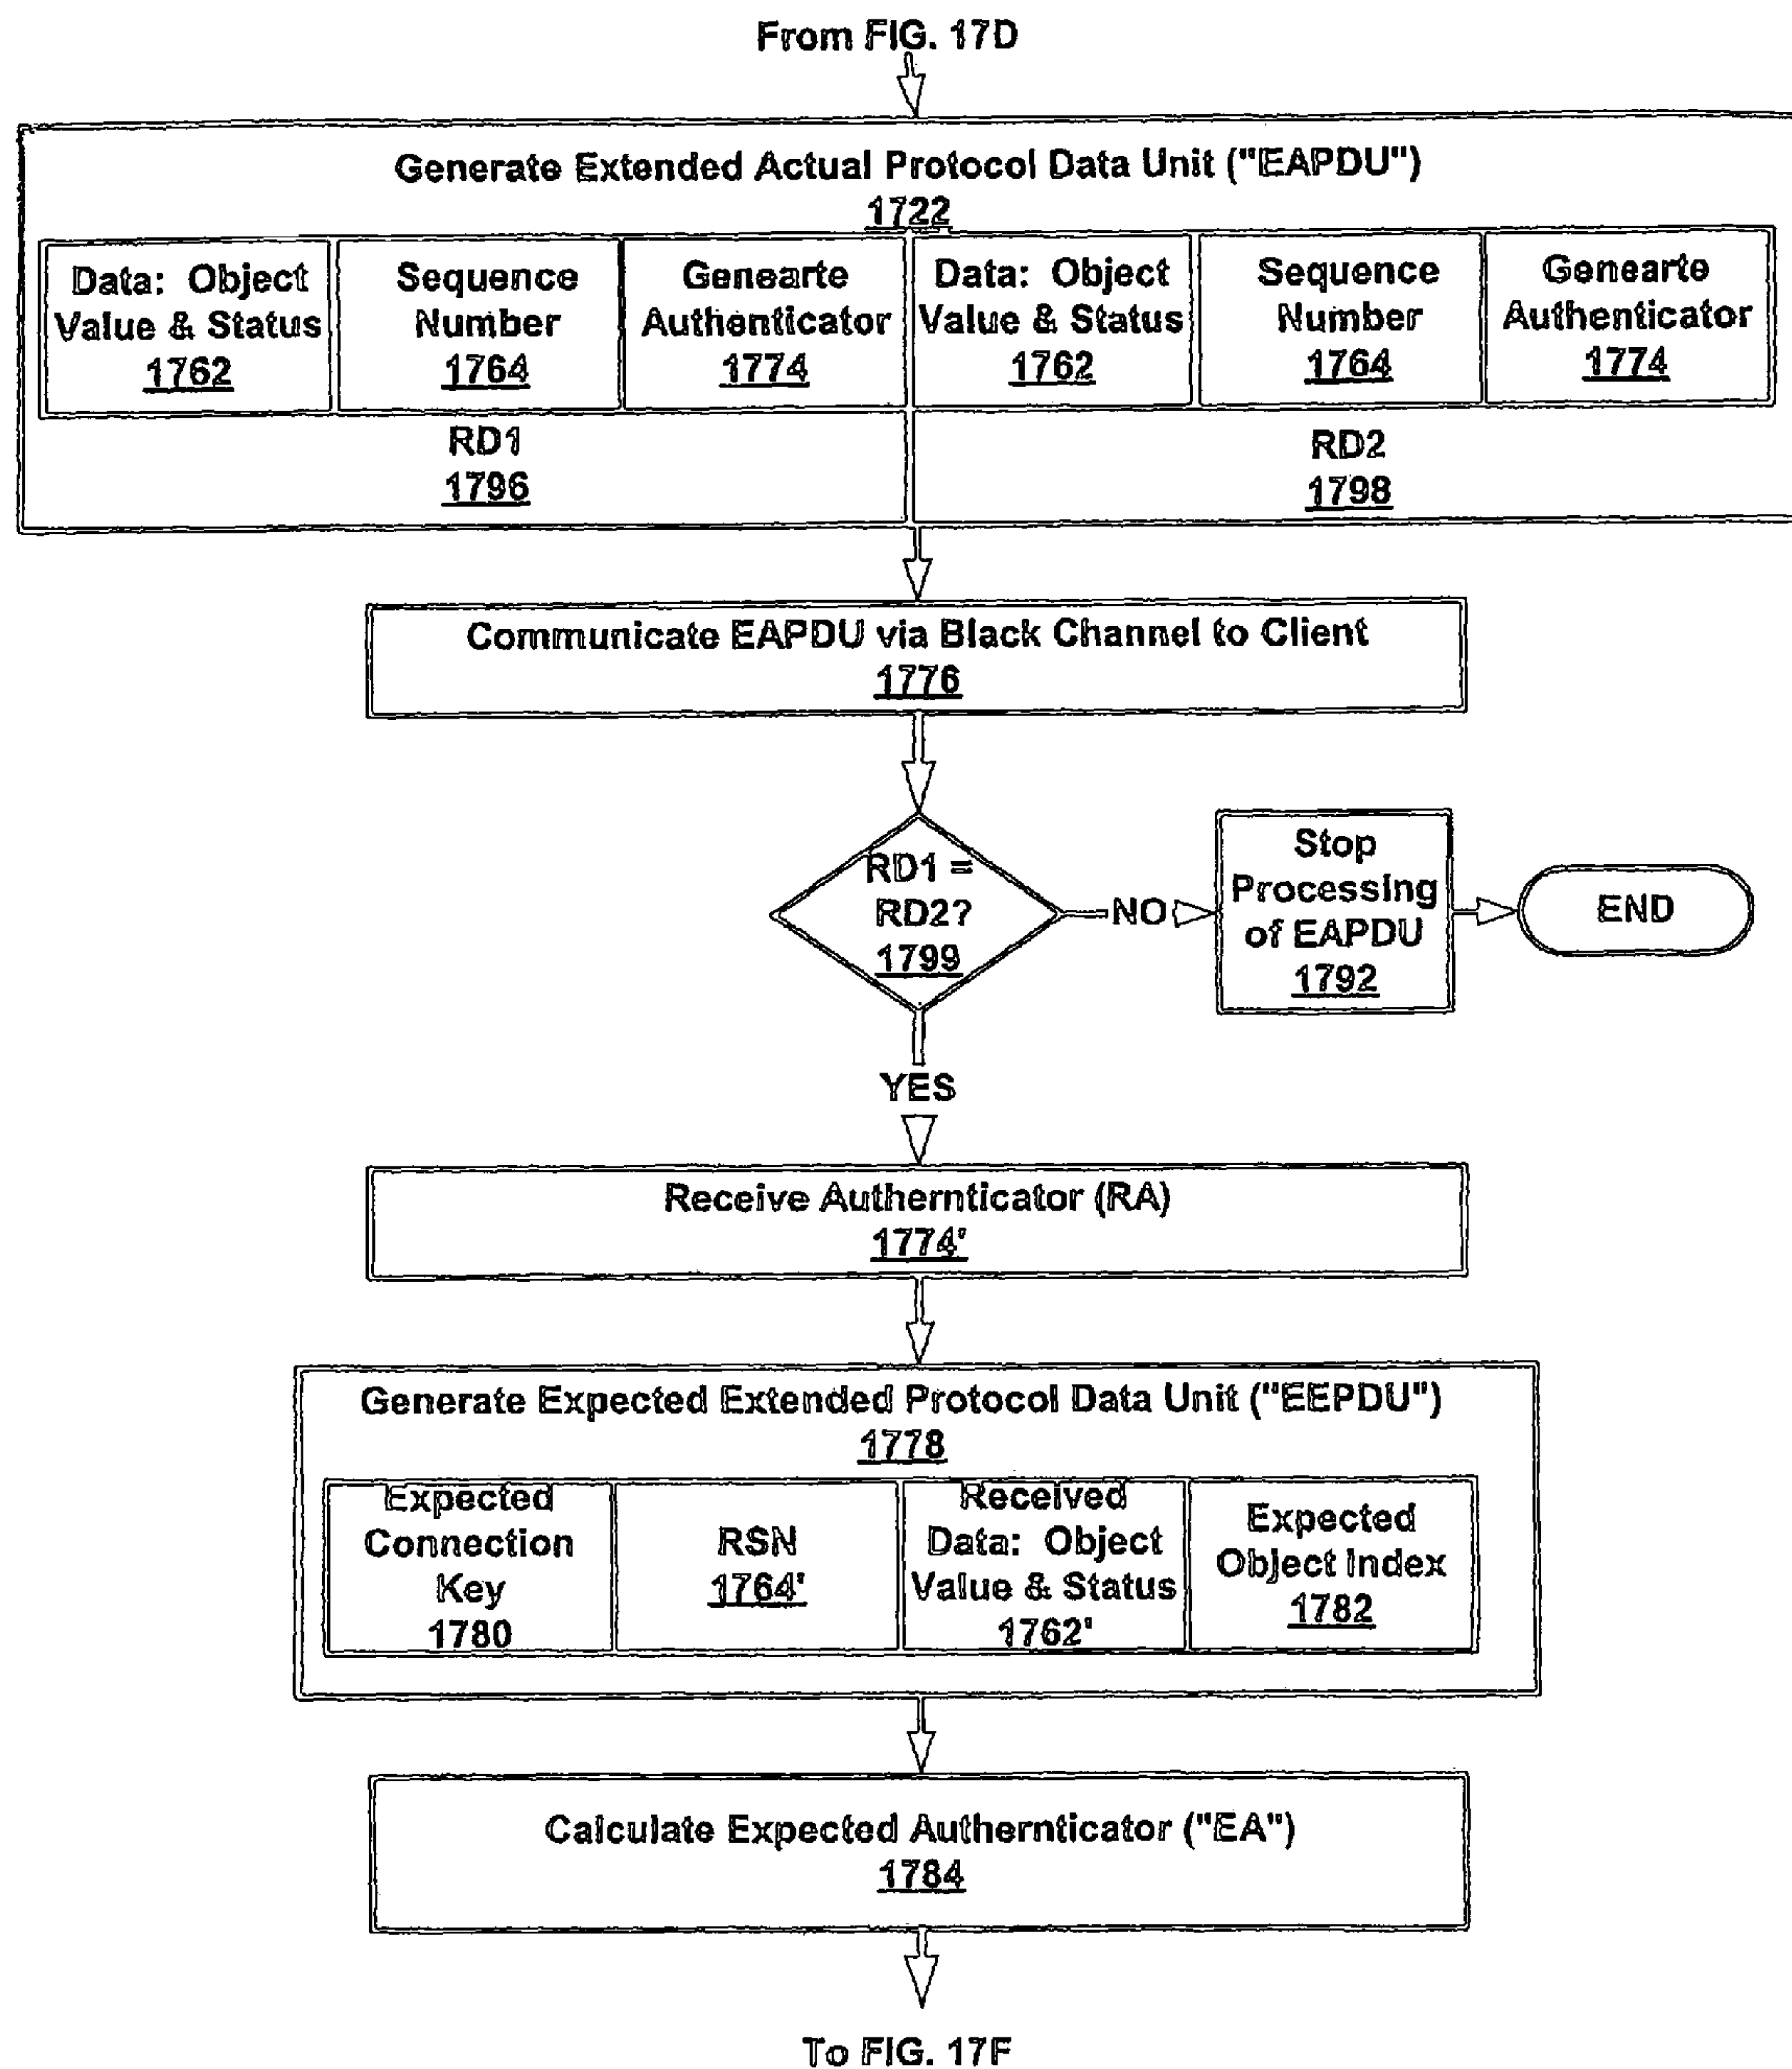 From FIG. 17D
Generate Extended Actual Protocol Data Unit ("EAPDU")
1722
Data: Object
Value & Status
1762
Sequence
Number
1764
Genearte
Authenticator
1774
Data: Object
Value & Status
1762
Sequence
Number
1764
Genearte
Authenticator
1774
RD1
1796
RD2
1798
Communicate EAPDU via Black Channel to Client
1776
RD1 =
RD2?
1799
NO
Stop
Processing
of EAPDU
1792
END
YES
ReceiveAuthernticator (RA)
1774'
Generate Expected Extended Protocol Data Unit ("EEPDU")
1778
Expected
Connection
Key
1780
RSN
1764'
Received
Data: Object
Value & Status
1762'
Expected
Object Index
1782
Calculate Expected Authernticator ("EA")
1784
To FIG. 17F